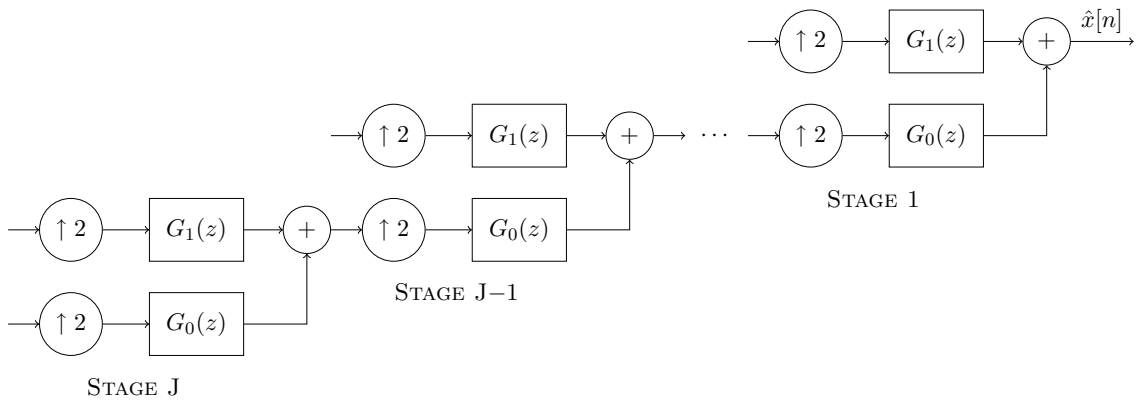 ↑ 2 G₁(z) + x̂[n]
↑ 2 G₁(z) + ··· ↑ 2 G₀(z)
STAGE 1
↑ 2 G₁(z) + ↑ 2 G₀(z)
STAGE J−1
↑ 2 G₀(z)
STAGE J